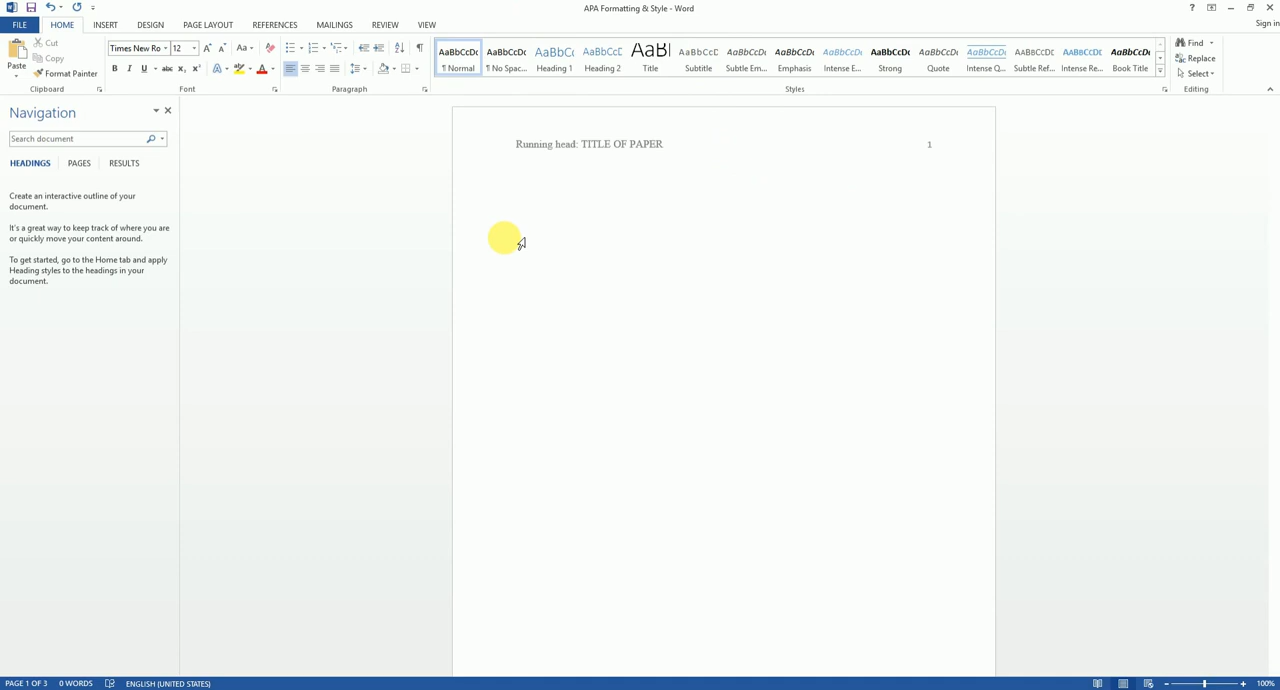 APA Formatting & Style - Word
Sign in
FILE HOME INSERT DESIGN PAGE LAYOUT REFERENCES MAILINGS REVIEW VIEW
Paste
Cut
Copy
Format Painter
Clipboard
Times New Ro 12
Font
Paragraph
AaBbCcDc AaBbCcDc AaBbCc AaBbCcD AaBl AaBbCcD AaBbCcDc AaBbCcDc AaBbCcDc AaBbCcDc AaBbCcDc AaBbCcDc AABBCCDC AABBCCDC AaBbCcDc
¶ Normal ¶ No Spac... Heading 1 Heading 2 Title Subtitle Subtle Em... Emphasis Intense E... Strong Quote Intense Q... Subtle Ref... Intense Re... Book Title
Styles
Find
Replace
Select
Editing
Navigation
Search document
HEADINGS PAGES RESULTS
Create an interactive outline of your
document.
It's a great way to keep track of where you are
or quickly move your content around.
To get started, go to the Home tab and apply
Heading styles to the headings in your
document.
Running head: TITLE OF PAPER 1
PAGE 1 OF 3 0 WORDS ENGLISH (UNITED STATES) 100%